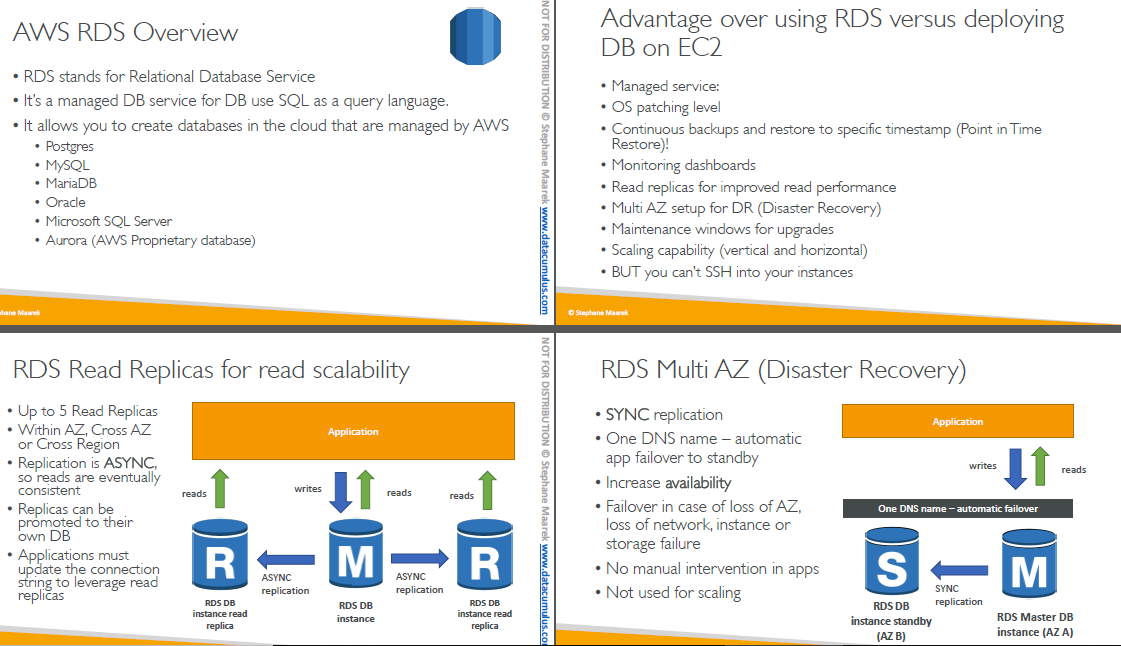 AWS RDS Overview
• RDS stands for Relational Database Service
• It's a managed DB service for DB use SQL as a query language.
• It allows you to create databases in the cloud that are managed by AWS
• Postgres
• MySQL
• MariaDB
• Oracle
• Microsoft SQL Server
• Aurora (AWS Proprietary database)
NOT FOR DISTRIBUTION © Stephane Maarek www.datacumulus.com
Maarek
Advantage over using RDS versus deploying
DB on EC2
• Managed service:
• OS patching level
• Continuous backups and restore to specific timestamp (Point in Time
Restore)!
• Monitoring dashboards
• Read replicas for improved read performance
• Multi AZ setup for DR (Disaster Recovery)
• Maintenance windows for upgrades
• Scaling capability (vertical and horizontal)
• BUT you can't SSH into your instances
© Stephane Maarek
RDS Read Replicas for read scalability
• Up to 5 Read Replicas
• Within AZ, Cross AZ
or Cross Region
• Replication is ASYNC,
so reads are eventually
consistent
• Replicas can be
promoted to their
own DB
• Applications must
update the connection
string to leverage read
replicas
Application
reads
writes
reads
reads
R
M
R
ASYNC
replication
ASYNC
replication
RDS DB
instance read
replica
RDS DB
instance
RDS DB
instance read
replica
NOT FOR DISTRIBUTION © Stephane Maarek www.datacumulus.co
RDS Multi AZ (Disaster Recovery)
• SYNC replication
• One DNS name – automatic
app failover to standby
• Increase availability
• Failover in case of loss of AZ,
loss of network, instance or
storage failure
• No manual intervention in apps
• Not used for scaling
Application
writes
reads
One DNS name – automatic failover
S
M
SYNC
replication
RDS DB
instance standby
(AZ B)
RDS Master DB
instance (AZ A)